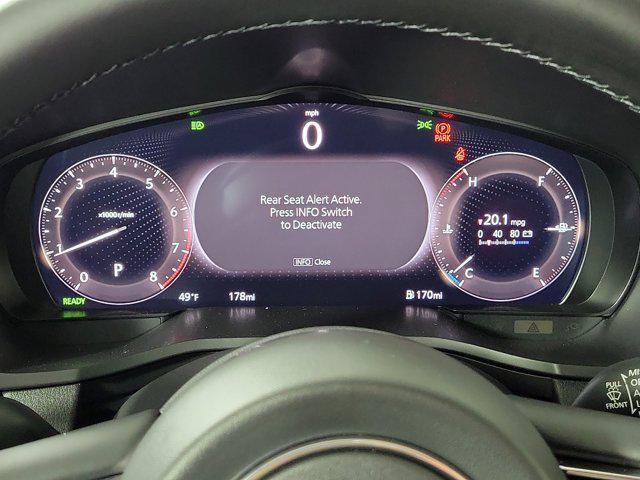 mph
0
PARK
3 4 5
2 6
1 7
0 8
x1000r/min
P
READY
Rear Seat Alert Active.
Press INFO Switch
to Deactivate
INFO Close
49°F 178mi 170mi
H F
20.1 mpg
0 40 80
C E
PULL
FRONT